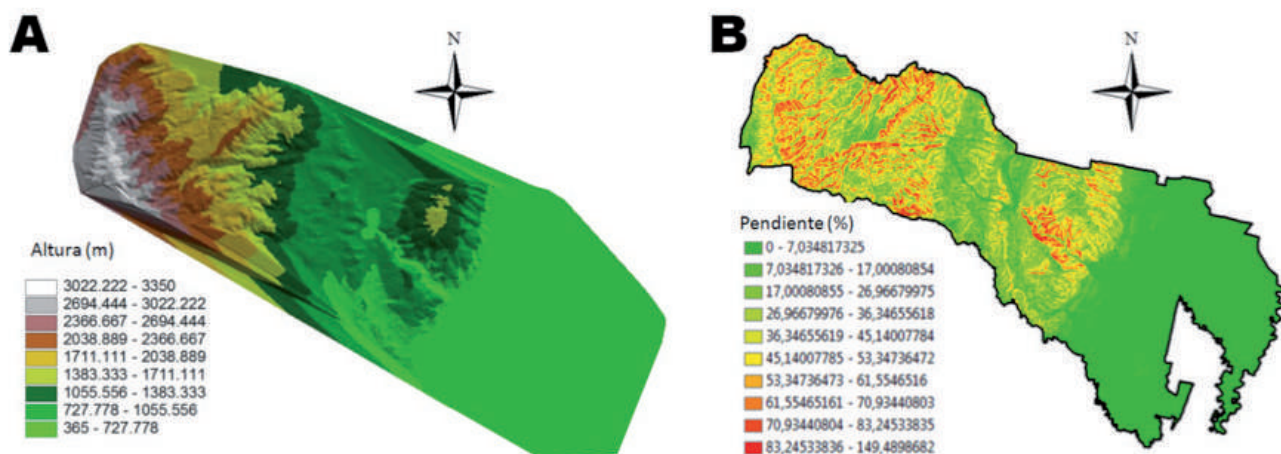 A
N
Altura (m)
3022.222 - 3350
2694.444 - 3022.222
2366.667 - 2694.444
2038.889 - 2366.667
1711.111 - 2038.889
1383.333 - 1711.111
1055.556 - 1383.333
727.778 - 1055.556
365 - 727.778
B
N
Pendiente (%)
0 - 7,034817325
7,034817326 - 17,00080854
17,00080855 - 26,96679975
26,96679976 - 36,34655618
36,34655619 - 45,14007784
45,14007785 - 53,34736472
53,34736473 - 61,5546516
61,55465161 - 70,93440803
70,93440804 - 83,24533835
83,24533836 - 149,4898682